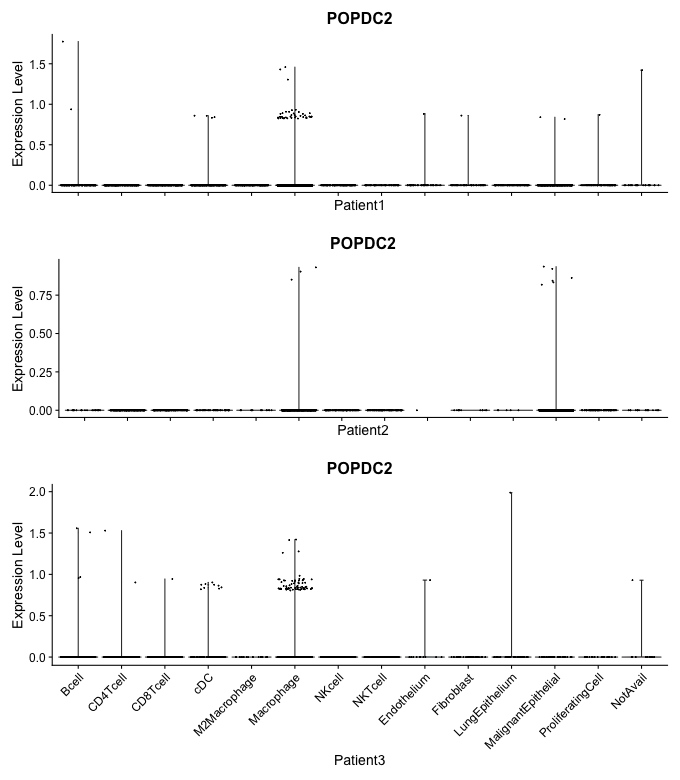 POPDC2
Expression Level
1.5
1.0
0.5
0.0
Patient1
POPDC2
Expression Level
0.75
0.50
0.25
0.00
Patient2
POPDC2
Expression Level
2.0
1.5
1.0
0.5
0.0
Bcell
CD4Tcell
CD8Tcell
cDC
M2Macrophage
Macrophage
NKcell
NKTcell
Endothelium
Fibroblast
LungEpithelium
MalignantEpithelial
ProliferatingCell
NotAvail
Patient3